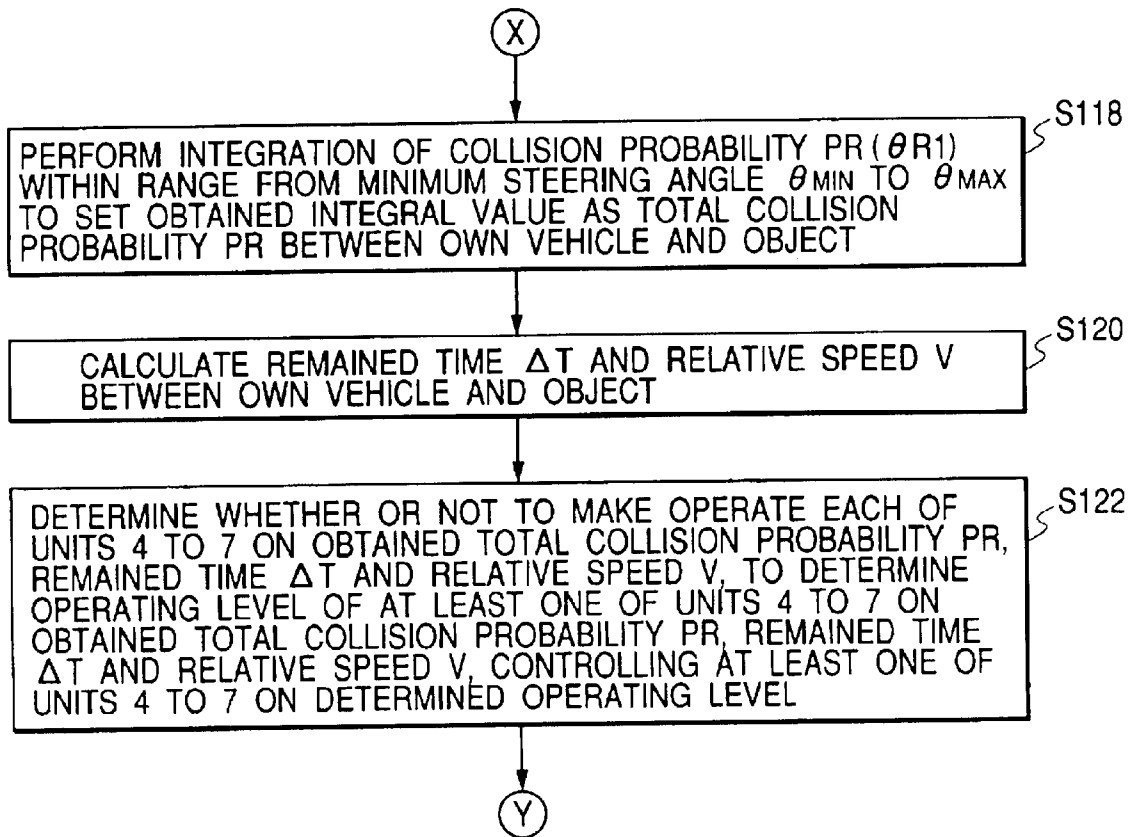 X
S118
PERFORM INTEGRATION OF COLLISION PROBABILITY PR(θR1)
WITHIN RANGE FROM MINIMUM STEERING ANGLE θMIN TO θMAX
TO SET OBTAINED INTEGRAL VALUE AS TOTAL COLLISION
PROBABILITY PR BETWEEN OWN VEHICLE AND OBJECT
S120
CALCULATE REMAINED TIME ΔT AND RELATIVE SPEED V
BETWEEN OWN VEHICLE AND OBJECT
S122
DETERMINE WHETHER OR NOT TO MAKE OPERATE EACH OF
UNITS 4 TO 7 ON OBTAINED TOTAL COLLISION PROBABILITY PR,
REMAINED TIME ΔT AND RELATIVE SPEED V, TO DETERMINE
OPERATING LEVEL OF AT LEAST ONE OF UNITS 4 TO 7 ON
OBTAINED TOTAL COLLISION PROBABILITY PR, REMAINED TIME
ΔT AND RELATIVE SPEED V, CONTROLLING AT LEAST ONE OF
UNITS 4 TO 7 ON DETERMINED OPERATING LEVEL
Y